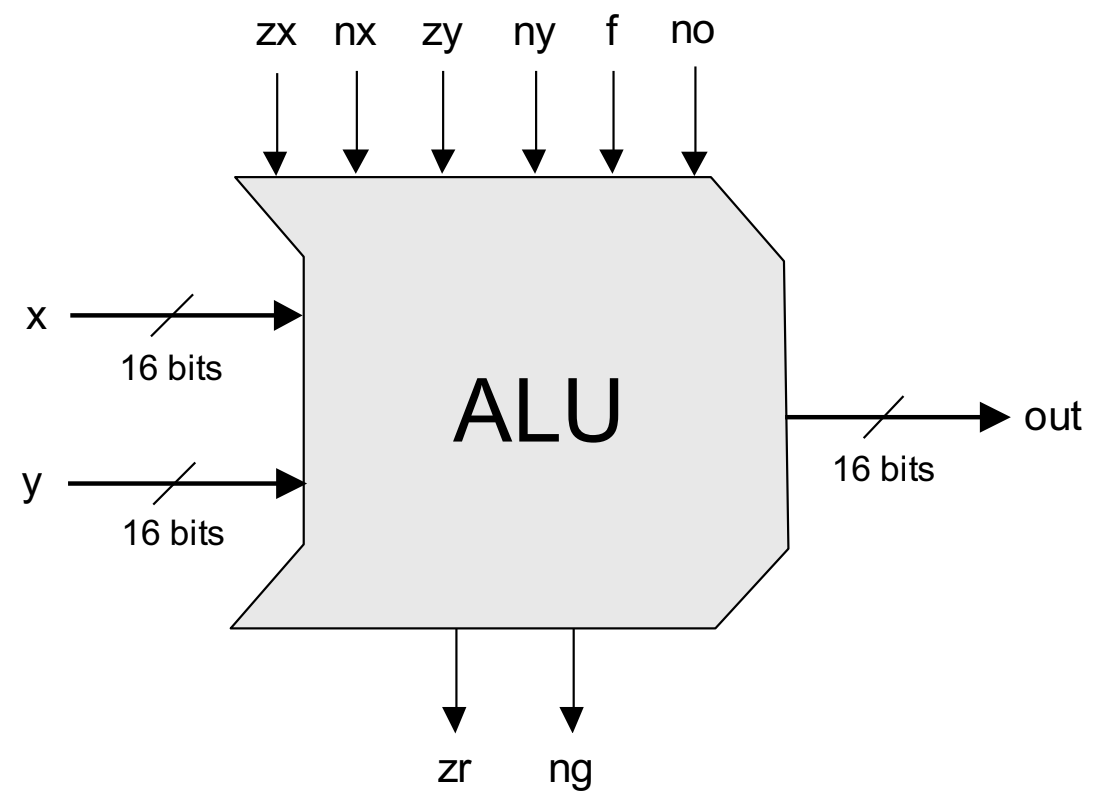 zx nx zy ny f no
x
16 bits
ALU
out
16 bits
y
16 bits
zr ng